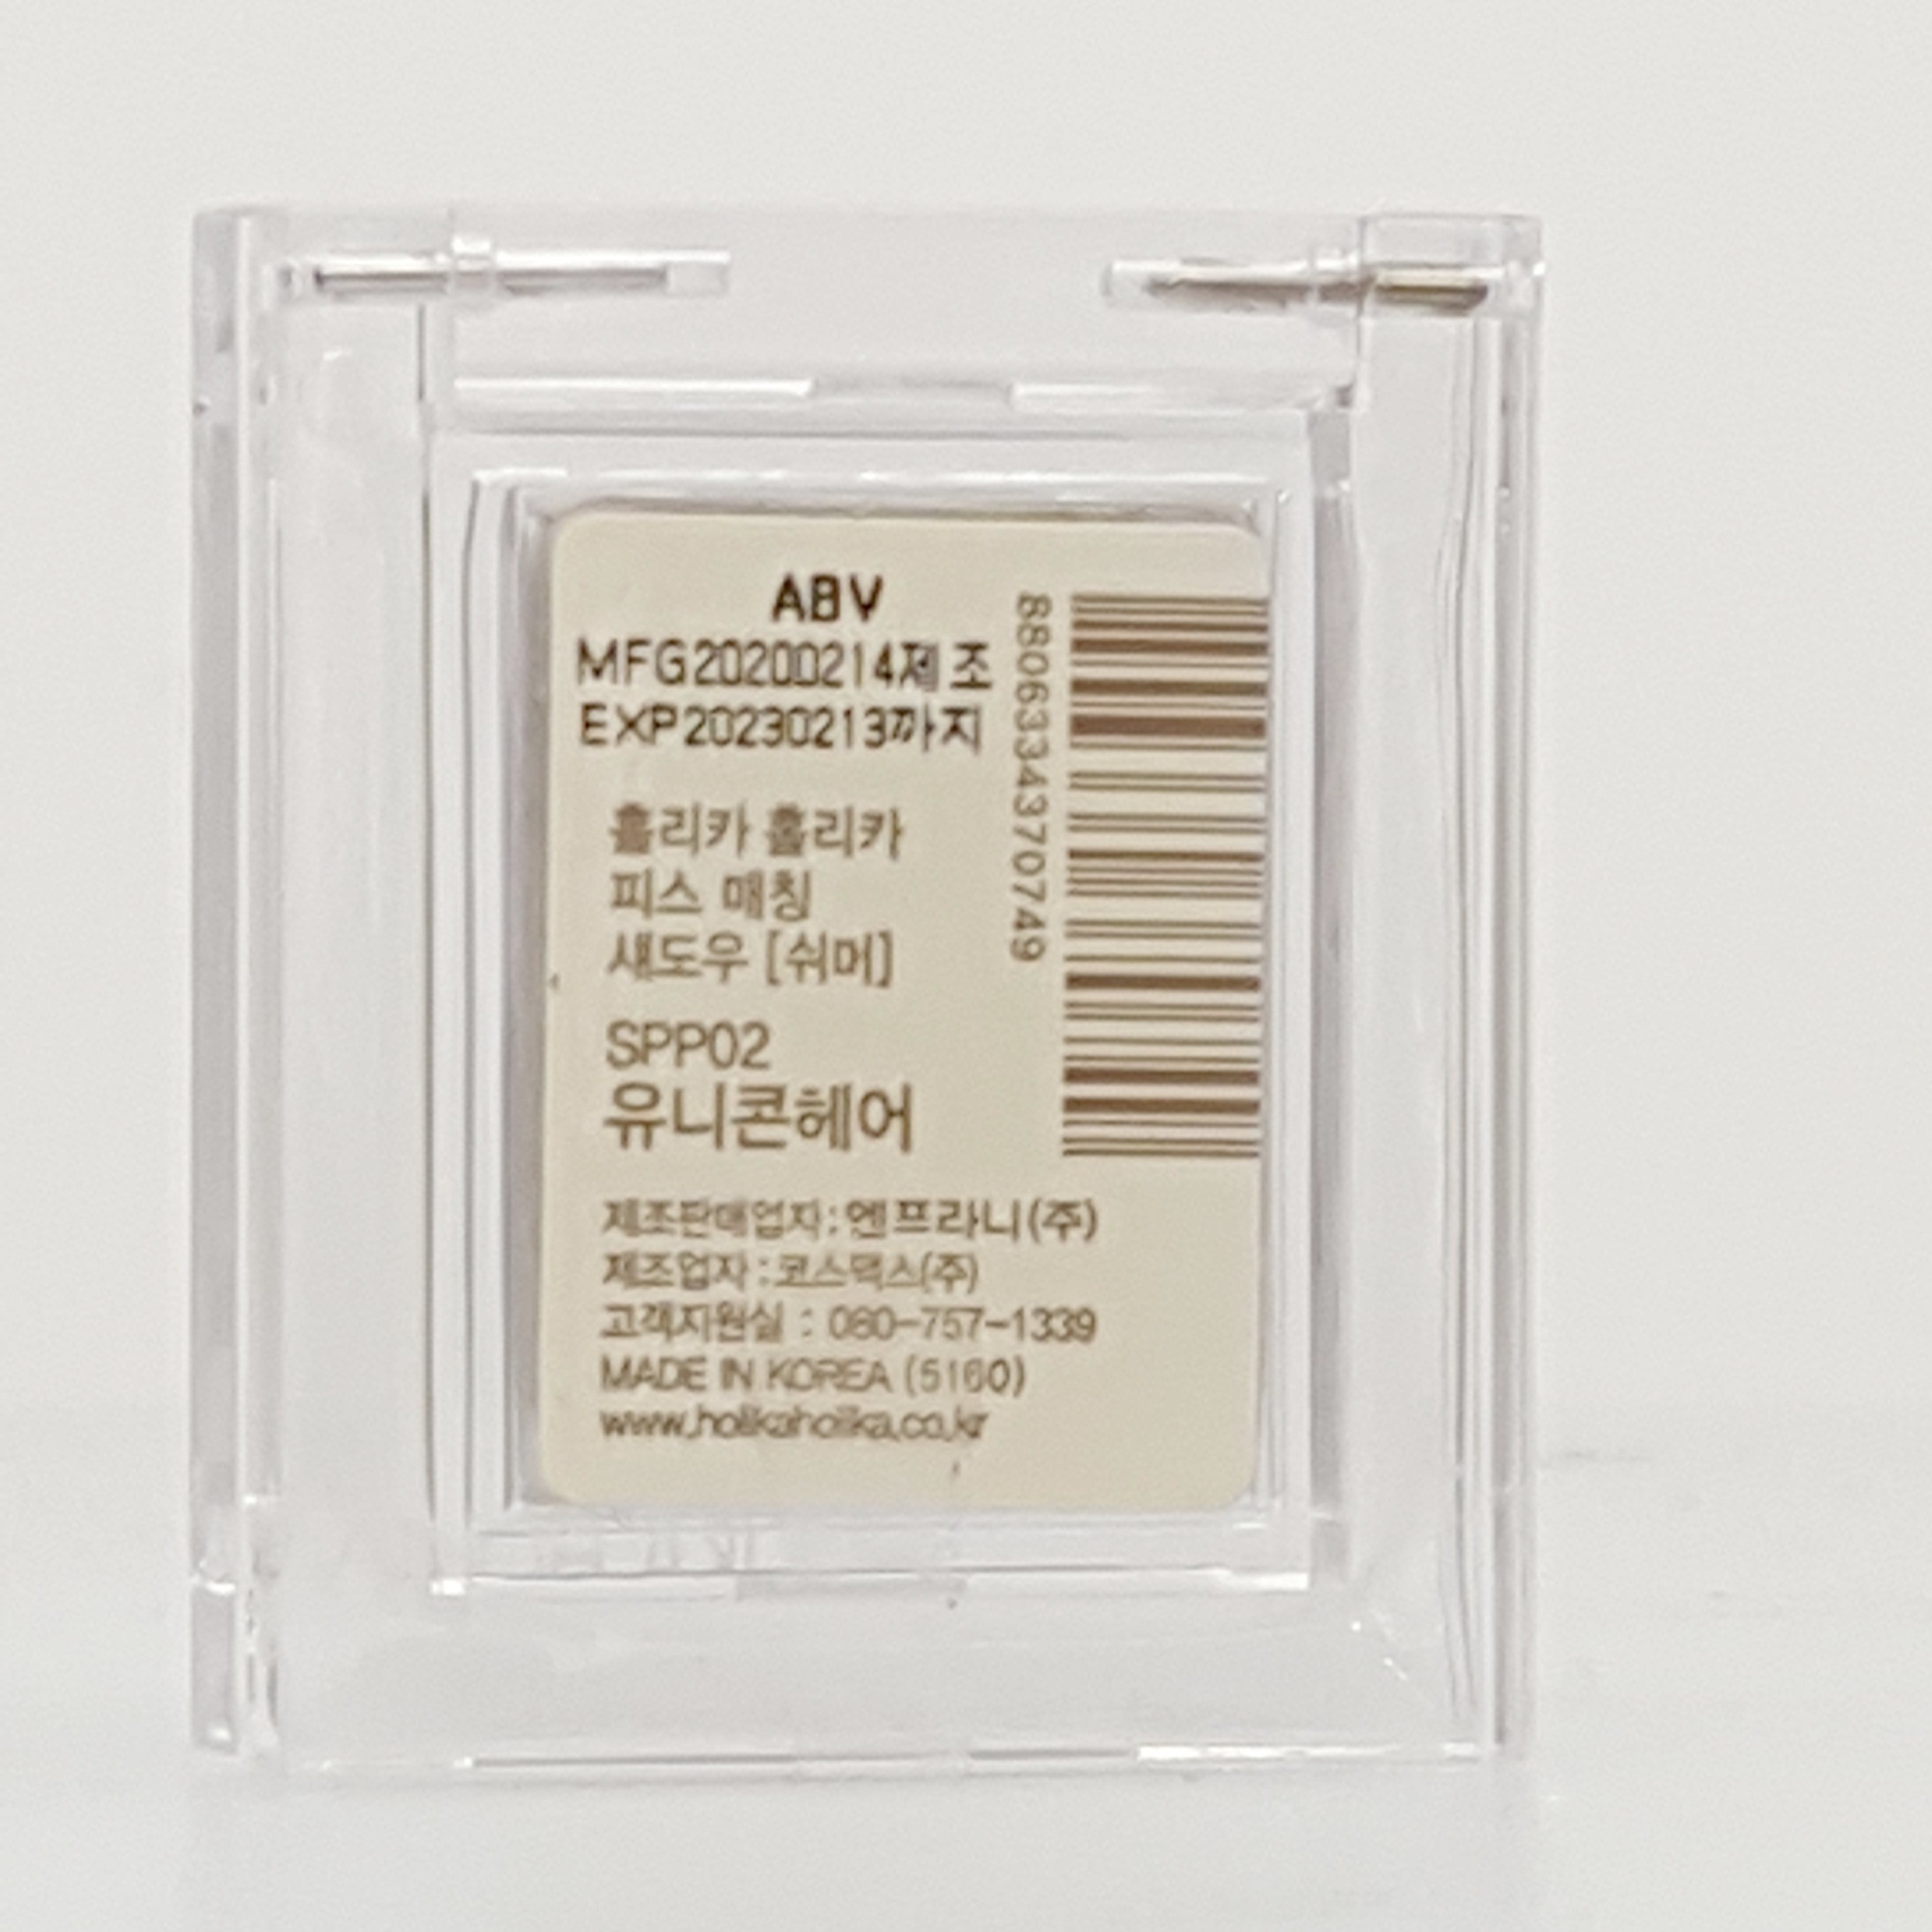 ABV
MFG20200214제조
EXP20230213까지
8806334370749
홀리카 홀리카
피스 매칭
섀도우 [쉬머]
SPP02
유니콘헤어
제조판매업자:엔프라니(주)
제조업자:코스맥스(주)
고객지원실 : 080-757-1339
MADE IN KOREA (5160)
www.holikaholika.co.kr